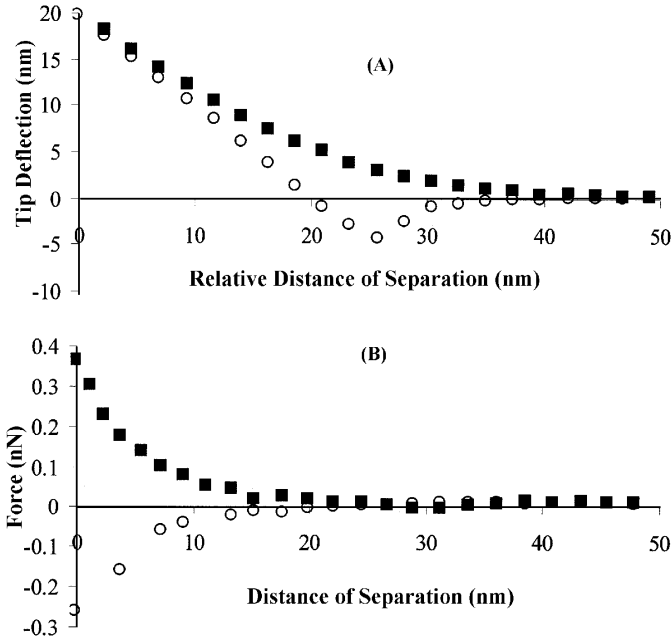 20
(A)
15
10
5
0
0 10 20 30 40 50
-5
-10
Tip Deflection (nm)
Relative Distance of Separation (nm)
0.4
(B)
0.3
0.2
0.1
0
0 10 20 30 40 50
-0.1
-0.2
-0.3
Force (nN)
Distance of Separation (nm)